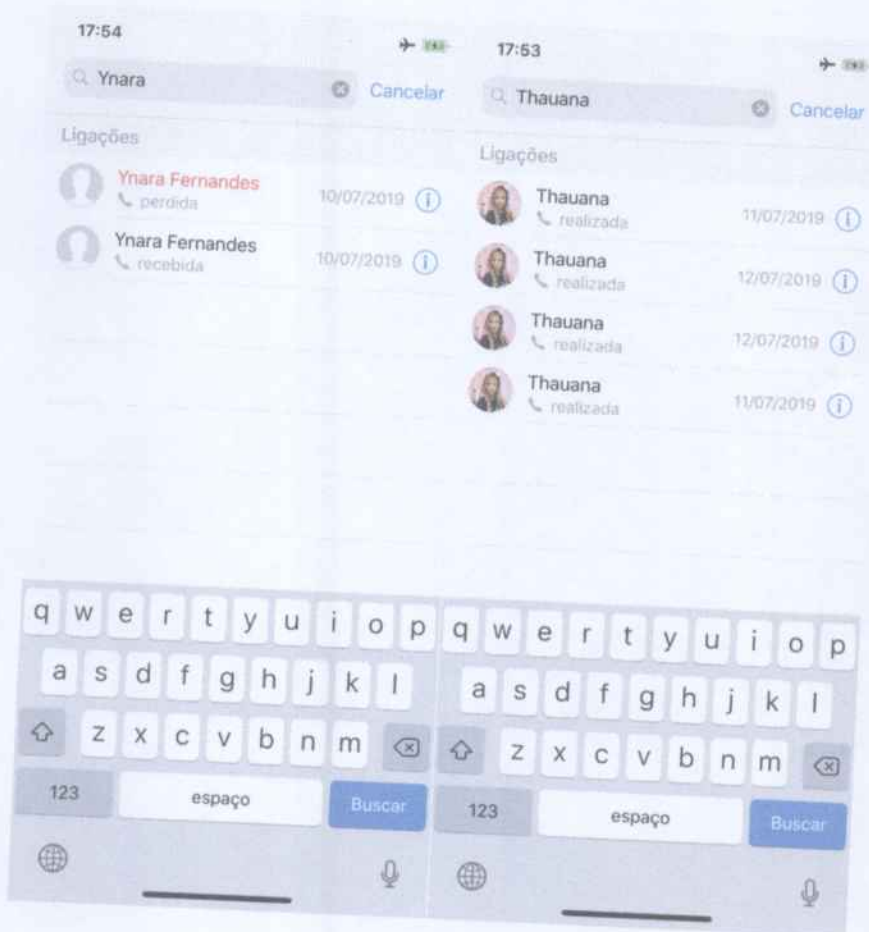 17:54
Ynara
Cancelar
Ligações
Ynara Fernandes
perdida
10/07/2019
Ynara Fernandes
recebida
10/07/2019
q w e r t y u i o p
a s d f g h j k l
z x c v b n m
123
espaço
Buscar
17:53
Thauana
Cancelar
Ligações
Thauana
realizada
11/07/2019
Thauana
realizada
12/07/2019
Thauana
realizada
12/07/2019
Thauana
realizada
11/07/2019
q w e r t y u i o p
a s d f g h j k l
z x c v b n m
123
espaço
Buscar